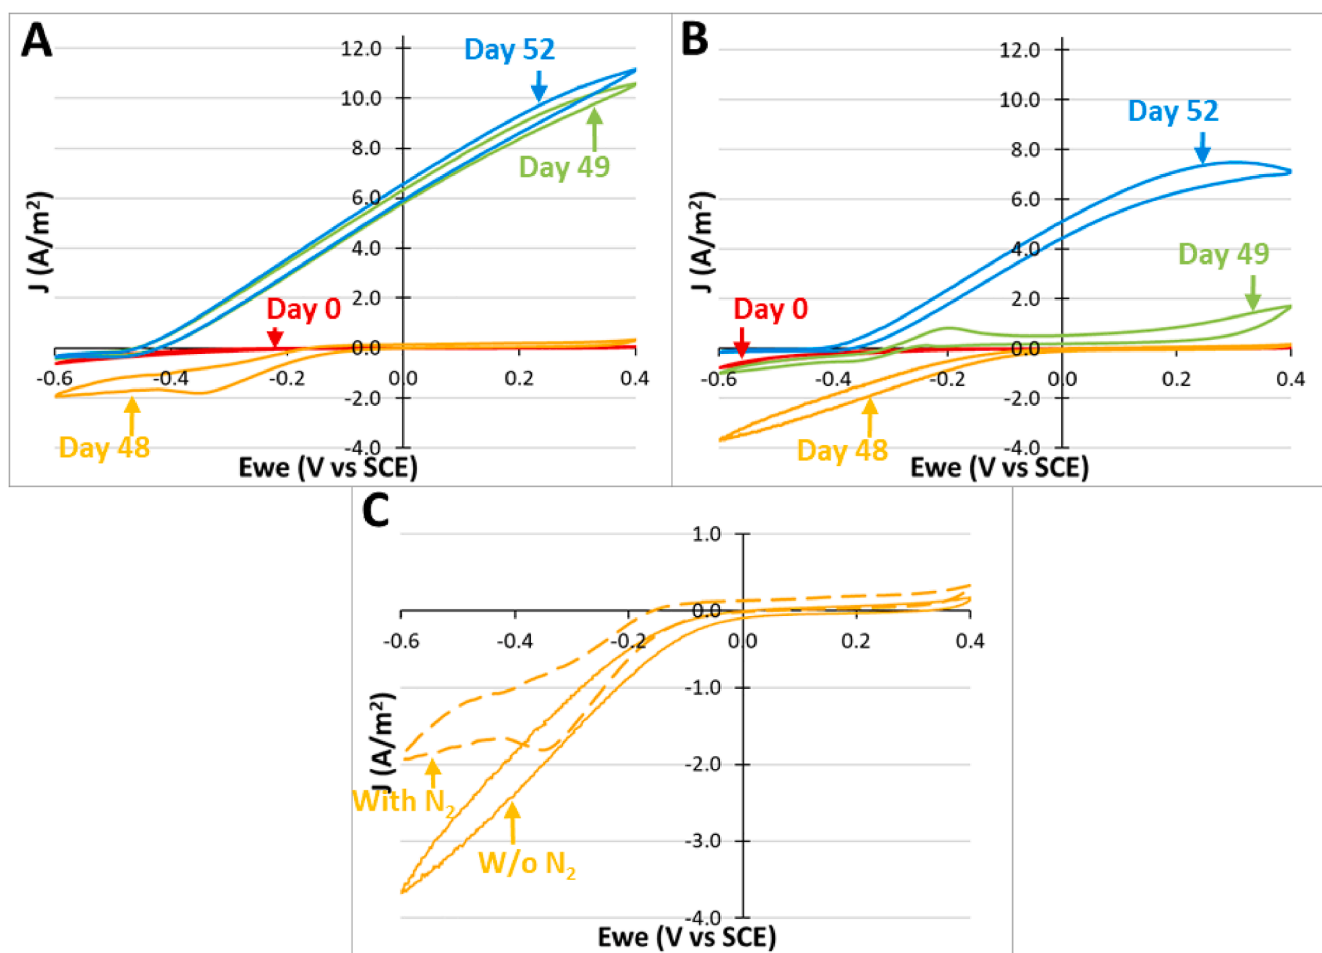 A
12.0
10.0
8.0
6.0
4.0
2.0
0.0
-2.0
-4.0
-0.6
-0.4
-0.2
0.0
0.2
0.4
Day 52
Day 49
Day 0
Day 48
J (A/m²)
Ewe (V vs SCE)
B
12.0
10.0
8.0
6.0
4.0
2.0
0.0
-2.0
-4.0
-0.6
-0.4
-0.2
0.0
0.2
0.4
Day 52
Day 49
Day 0
Day 48
J (A/m²)
Ewe (V vs SCE)
C
1.0
0.0
-1.0
-2.0
-3.0
-4.0
-0.6
-0.4
-0.2
0.0
0.2
0.4
J (A/m²)
With N₂
W/o N₂
Ewe (V vs SCE)